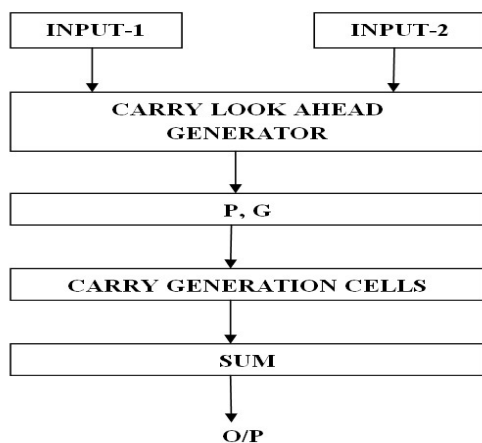 INPUT-1
INPUT-2
CARRY LOOK AHEAD
GENERATOR
P, G
CARRY GENERATION CELLS
SUM
O/P